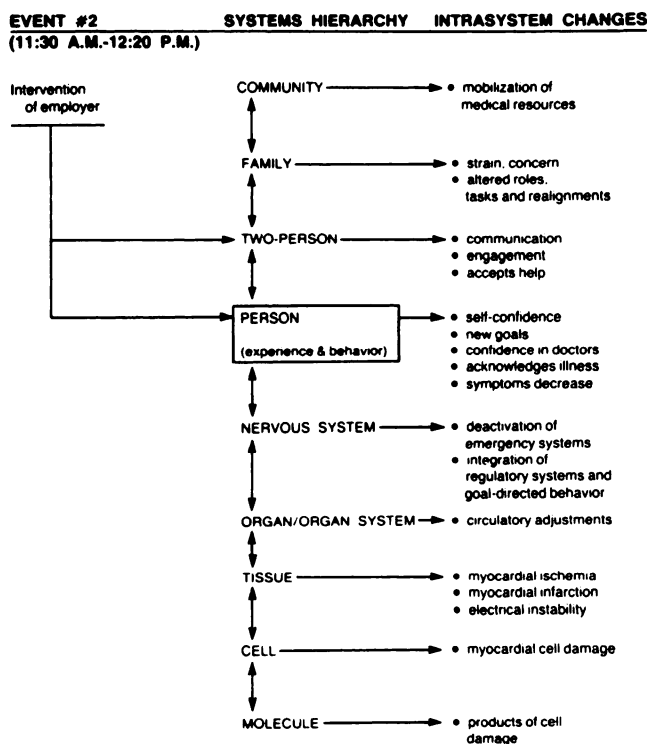 EVENT #2 SYSTEMS HIERARCHY INTRASYSTEM CHANGES
(11:30 A.M.-12:20 P.M.)
Intervention
of employer
COMMUNITY
• mobilization of
medical resources
FAMILY
• strain, concern
• altered roles,
tasks and realignments
TWO-PERSON
• communication
• engagement
• accepts help
PERSON
(experience & behavior)
• self-confidence
• new goals
• confidence in doctors
• acknowledges illness
• symptoms decrease
NERVOUS SYSTEM
• deactivation of
emergency systems
• integration of
regulatory systems and
goal-directed behavior
ORGAN/ORGAN SYSTEM
• circulatory adjustments
TISSUE
• myocardial ischemia
• myocardial infarction
• electrical instability
CELL
• myocardial cell damage
MOLECULE
• products of cell
damage